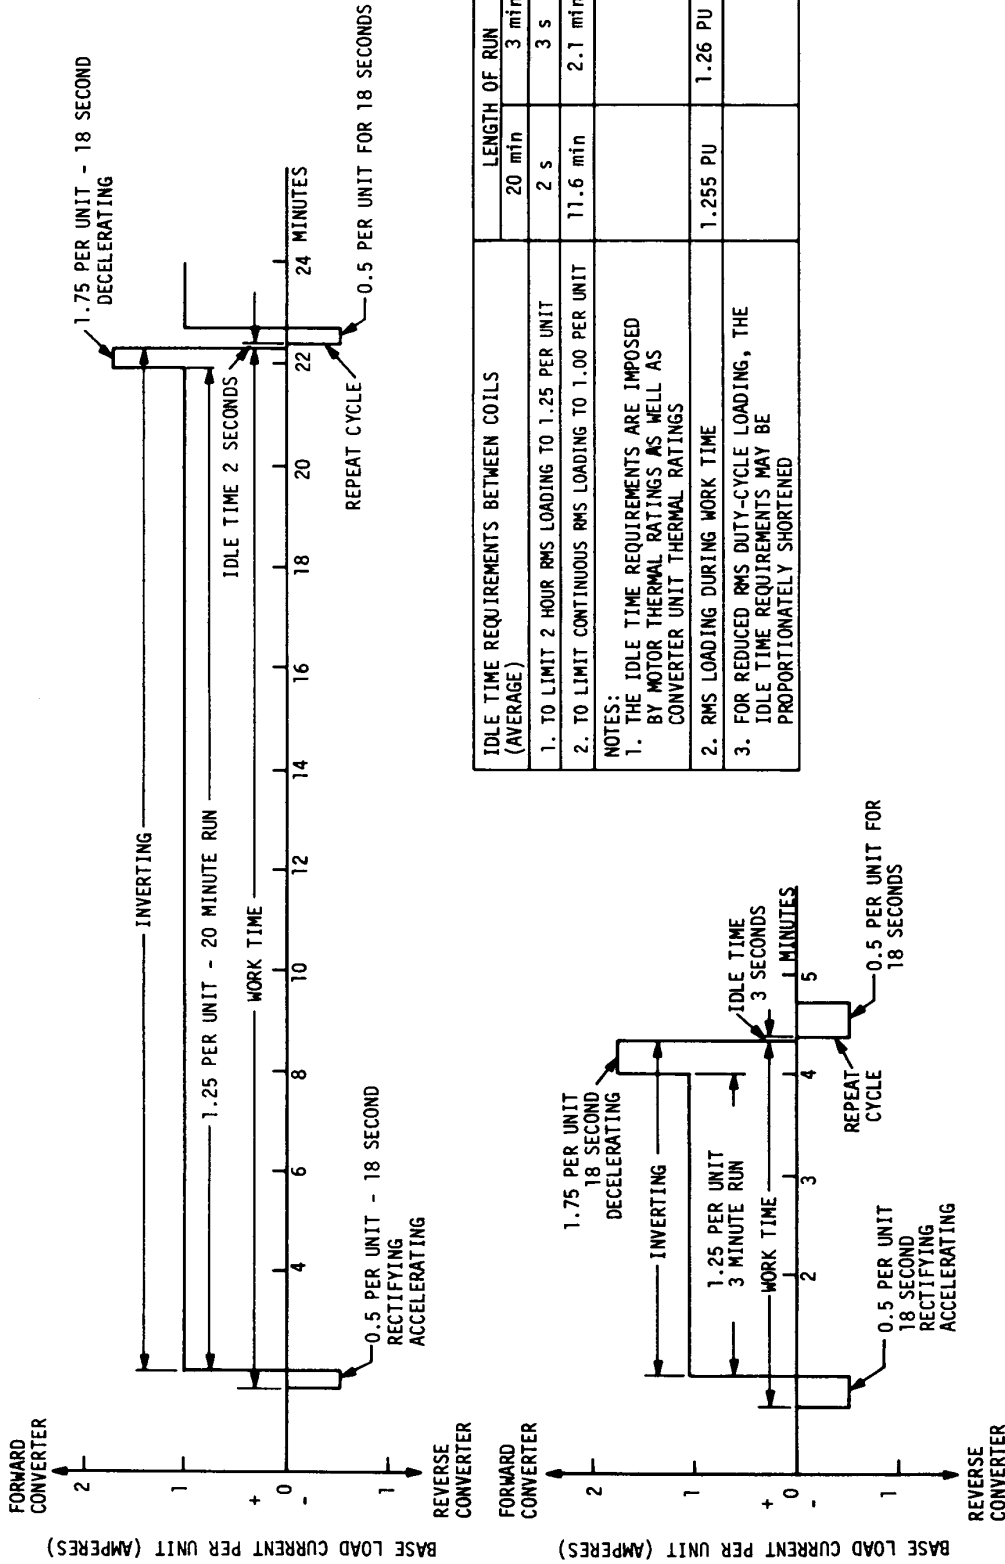 FORWARD
CONVERTER
2
1
+
0
-
1
REVERSE
CONVERTER
BASE LOAD CURRENT PER UNIT (AMPERES)
INVERTING
1.25 PER UNIT - 20 MINUTE RUN
WORK TIME
0.5 PER UNIT - 18 SECOND
RECTIFYING
ACCELERATING
4
6
8
10
12
14
16
18
20
22
24 MINUTES
1.75 PER UNIT - 18 SECOND
DECELERATING
IDLE TIME 2 SECONDS
REPEAT CYCLE
0.5 PER UNIT FOR 18 SECONDS
FORWARD
CONVERTER
2
1
+
0
-
1
REVERSE
CONVERTER
BASE LOAD CURRENT PER UNIT (AMPERES)
1.75 PER UNIT
18 SECOND
DECELERATING
INVERTING
1.25 PER UNIT
3 MINUTE RUN
WORK TIME
0.5 PER UNIT
18 SECOND
RECTIFYING
ACCELERATING
2
3
4
5
MINUTES
IDLE TIME
3 SECONDS
REPEAT
CYCLE
0.5 PER UNIT FOR
18 SECONDS
IDLE TIME REQUIREMENTS BETWEEN COILS
(AVERAGE)
LENGTH OF RUN
20 min 3 min
1. TO LIMIT 2 HOUR RMS LOADING TO 1.25 PER UNIT 2 s 3 s
2. TO LIMIT CONTINUOUS RMS LOADING TO 1.00 PER UNIT 11.6 min 2.1 min
NOTES:
1. THE IDLE TIME REQUIREMENTS ARE IMPOSED
BY MOTOR THERMAL RATINGS AS WELL AS
CONVERTER UNIT THERMAL RATINGS
2. RMS LOADING DURING WORK TIME 1.255 PU 1.26 PU
3. FOR REDUCED RMS DUTY-CYCLE LOADING, THE
IDLE TIME REQUIREMENTS MAY BE
PROPORTIONATELY SHORTENED